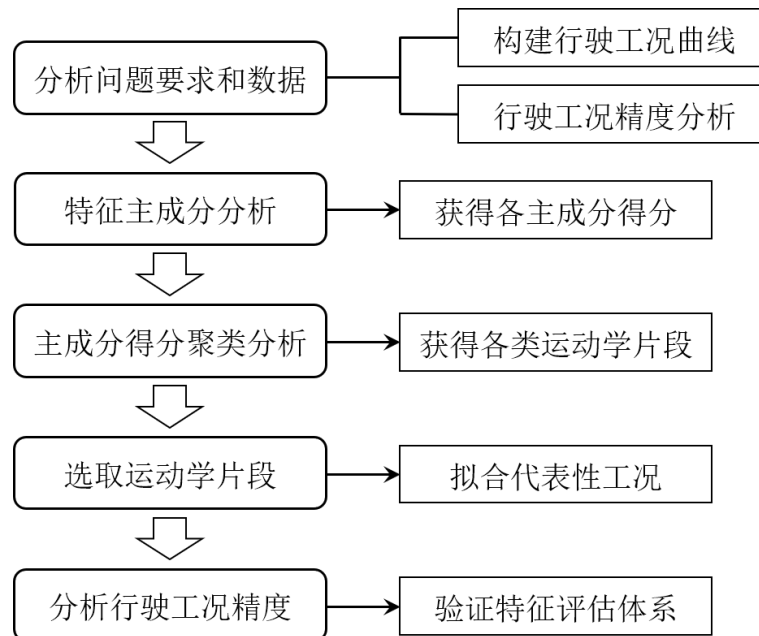 构建行驶工况曲线
分析问题要求和数据
行驶工况精度分析
特征主成分分析
获得各主成分得分
主成分得分聚类分析
获得各类运动学片段
选取运动学片段
拟合代表性工况
分析行驶工况精度
验证特征评估体系